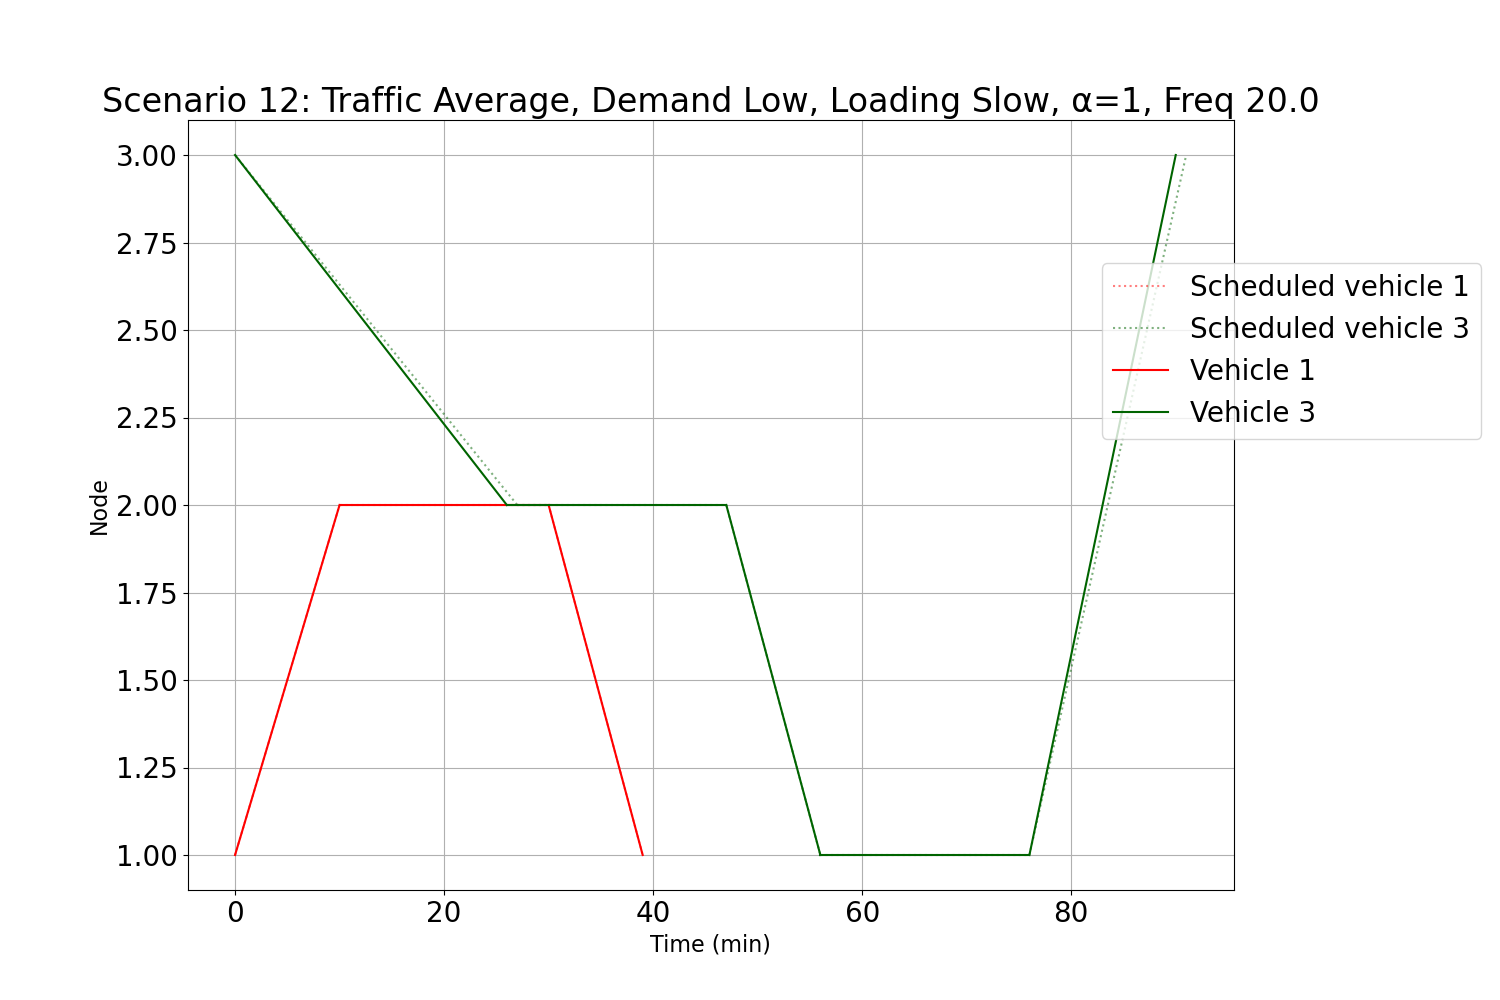 Scenario 12: Traffic Average, Demand Low, Loading Slow, α=1, Freq 20.0
3.00
2.75
2.50
2.25
2.00
1.75
1.50
1.25
1.00
Node
Scheduled vehicle 1
Scheduled vehicle 3
Vehicle 1
Vehicle 3
0 20 40 60 80
Time (min)